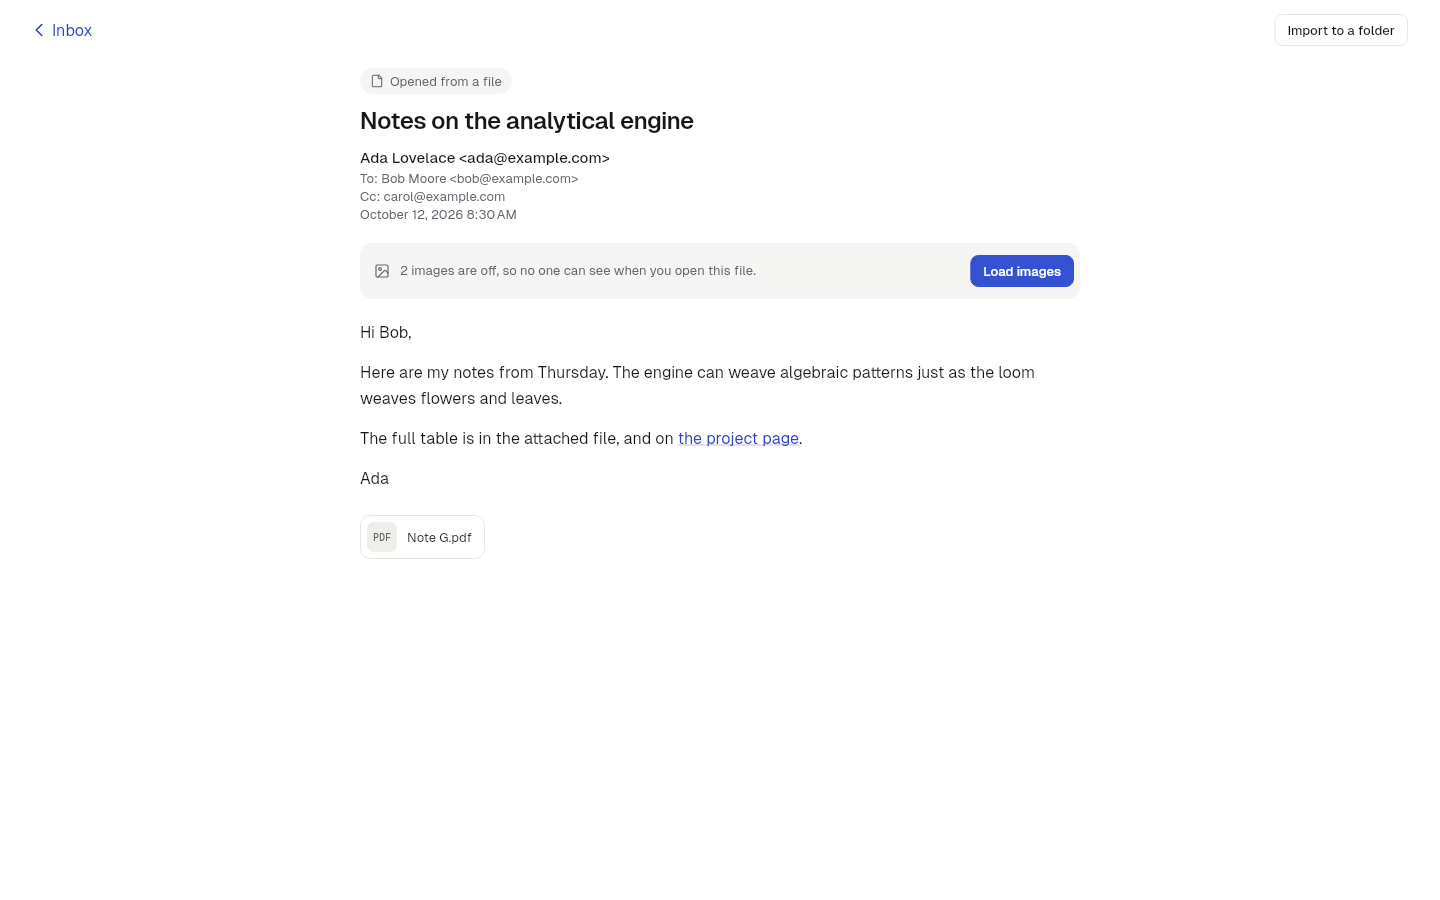 Inbox
Import to a folder
Opened from a file
Notes on the analytical engine
Ada Lovelace <ada@example.com>
To: Bob Moore <bob@example.com>
Cc: carol@example.com
October 12, 2026 8:30 AM
2 images are off, so no one can see when you open this file.
Load images
Hi Bob,
Here are my notes from Thursday. The engine can weave algebraic patterns just as the loom
weaves flowers and leaves.
The full table is in the attached file, and on the project page.
Ada
PDF
Note G.pdf